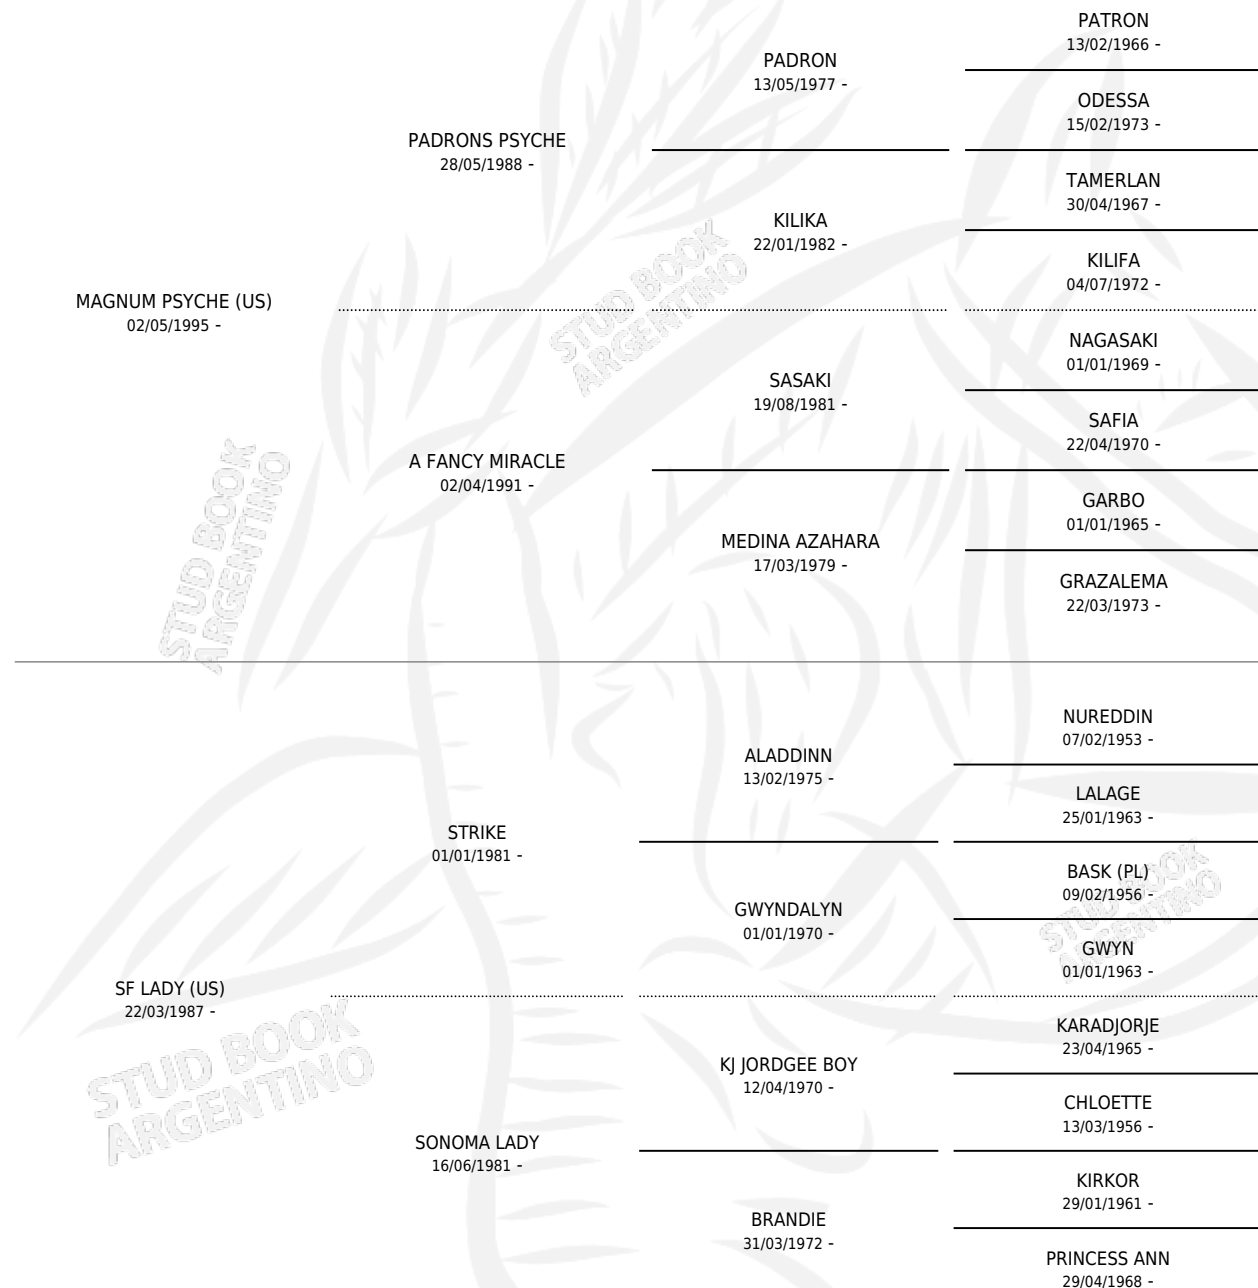 PATRON
13/02/1966 -
PADRON
13/05/1977 -
ODESSA
15/02/1973 -
PADRONS PSYCHE
28/05/1988 -
TAMERLAN
30/04/1967 -
KILIKA
22/01/1982 -
KILIFA
04/07/1972 -
MAGNUM PSYCHE (US)
02/05/1995 -
NAGASAKI
01/01/1969 -
SASAKI
19/08/1981 -
SAFIA
22/04/1970 -
A FANCY MIRACLE
02/04/1991 -
GARBO
01/01/1965 -
MEDINA AZAHARA
17/03/1979 -
GRAZALEMA
22/03/1973 -
NUREDDIN
07/02/1953 -
ALADDINN
13/02/1975 -
LALAGE
25/01/1963 -
STRIKE
01/01/1981 -
BASK (PL)
09/02/1956 -
GWYNDALYN
01/01/1970 -
GWYN
01/01/1963 -
SF LADY (US)
22/03/1987 -
KARADJORJE
23/04/1965 -
KJ JORDGEE BOY
12/04/1970 -
CHLOETTE
13/03/1956 -
SONOMA LADY
16/06/1981 -
KIRKOR
29/01/1961 -
BRANDIE
31/03/1972 -
PRINCESS ANN
29/04/1968 -
STUD BOOK
ARGENTINO
STUD BOOK
ARGENTINO
STUD BOOK
ARGENTINO
STUD BOOK
ARGENTINO